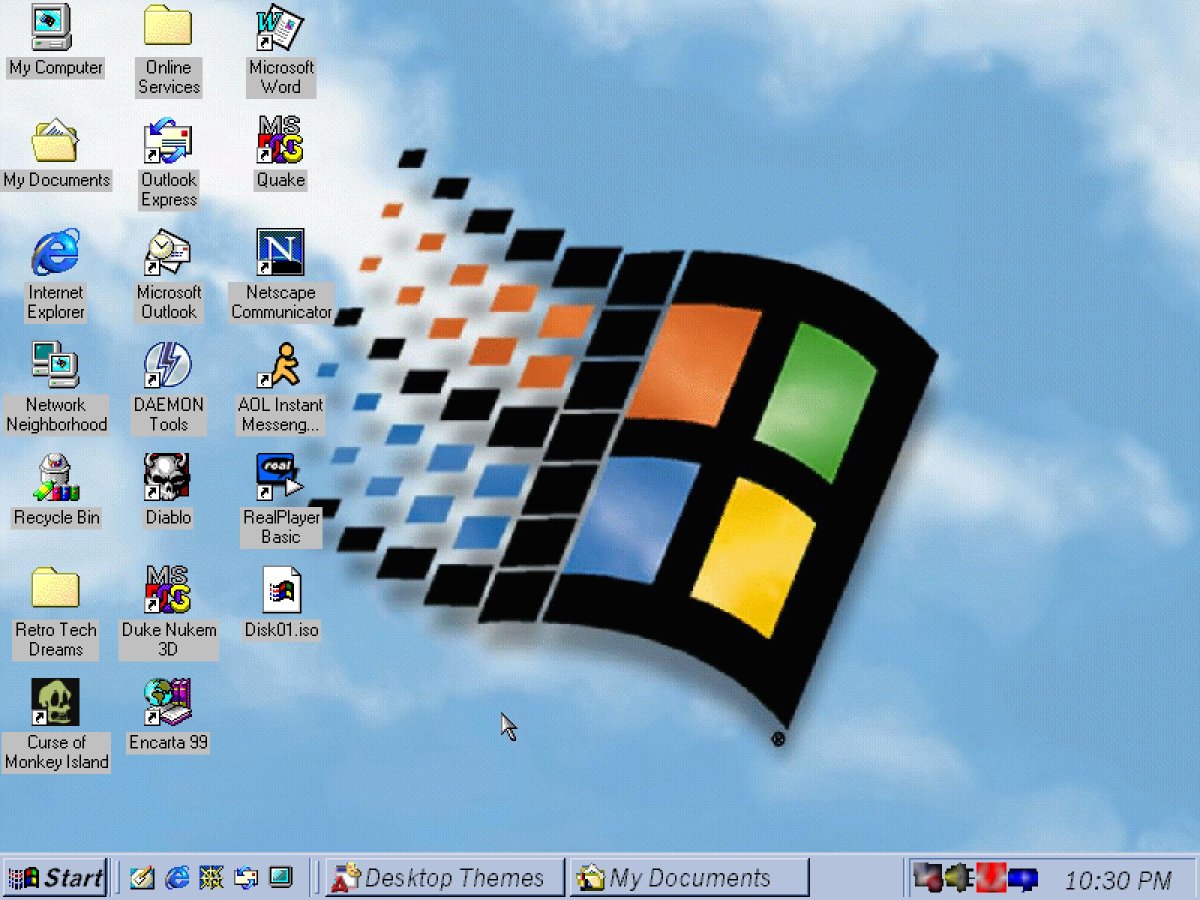 My Computer
Online
Services
Microsoft
Word
My Documents
Outlook
Express
MS
Quake
Internet
Explorer
Microsoft
Outlook
N
Netscape
Communicator
Network
Neighborhood
DAEMON
Tools
AOL Instant
Messeng...
Recycle Bin
Diablo
real
RealPlayer
Basic
Retro Tech
Dreams
MS
Duke Nukem
3D
Disk01.iso
Curse of
Monkey Island
Encarta 99
Start
Desktop Themes
My Documents
10:30 PM